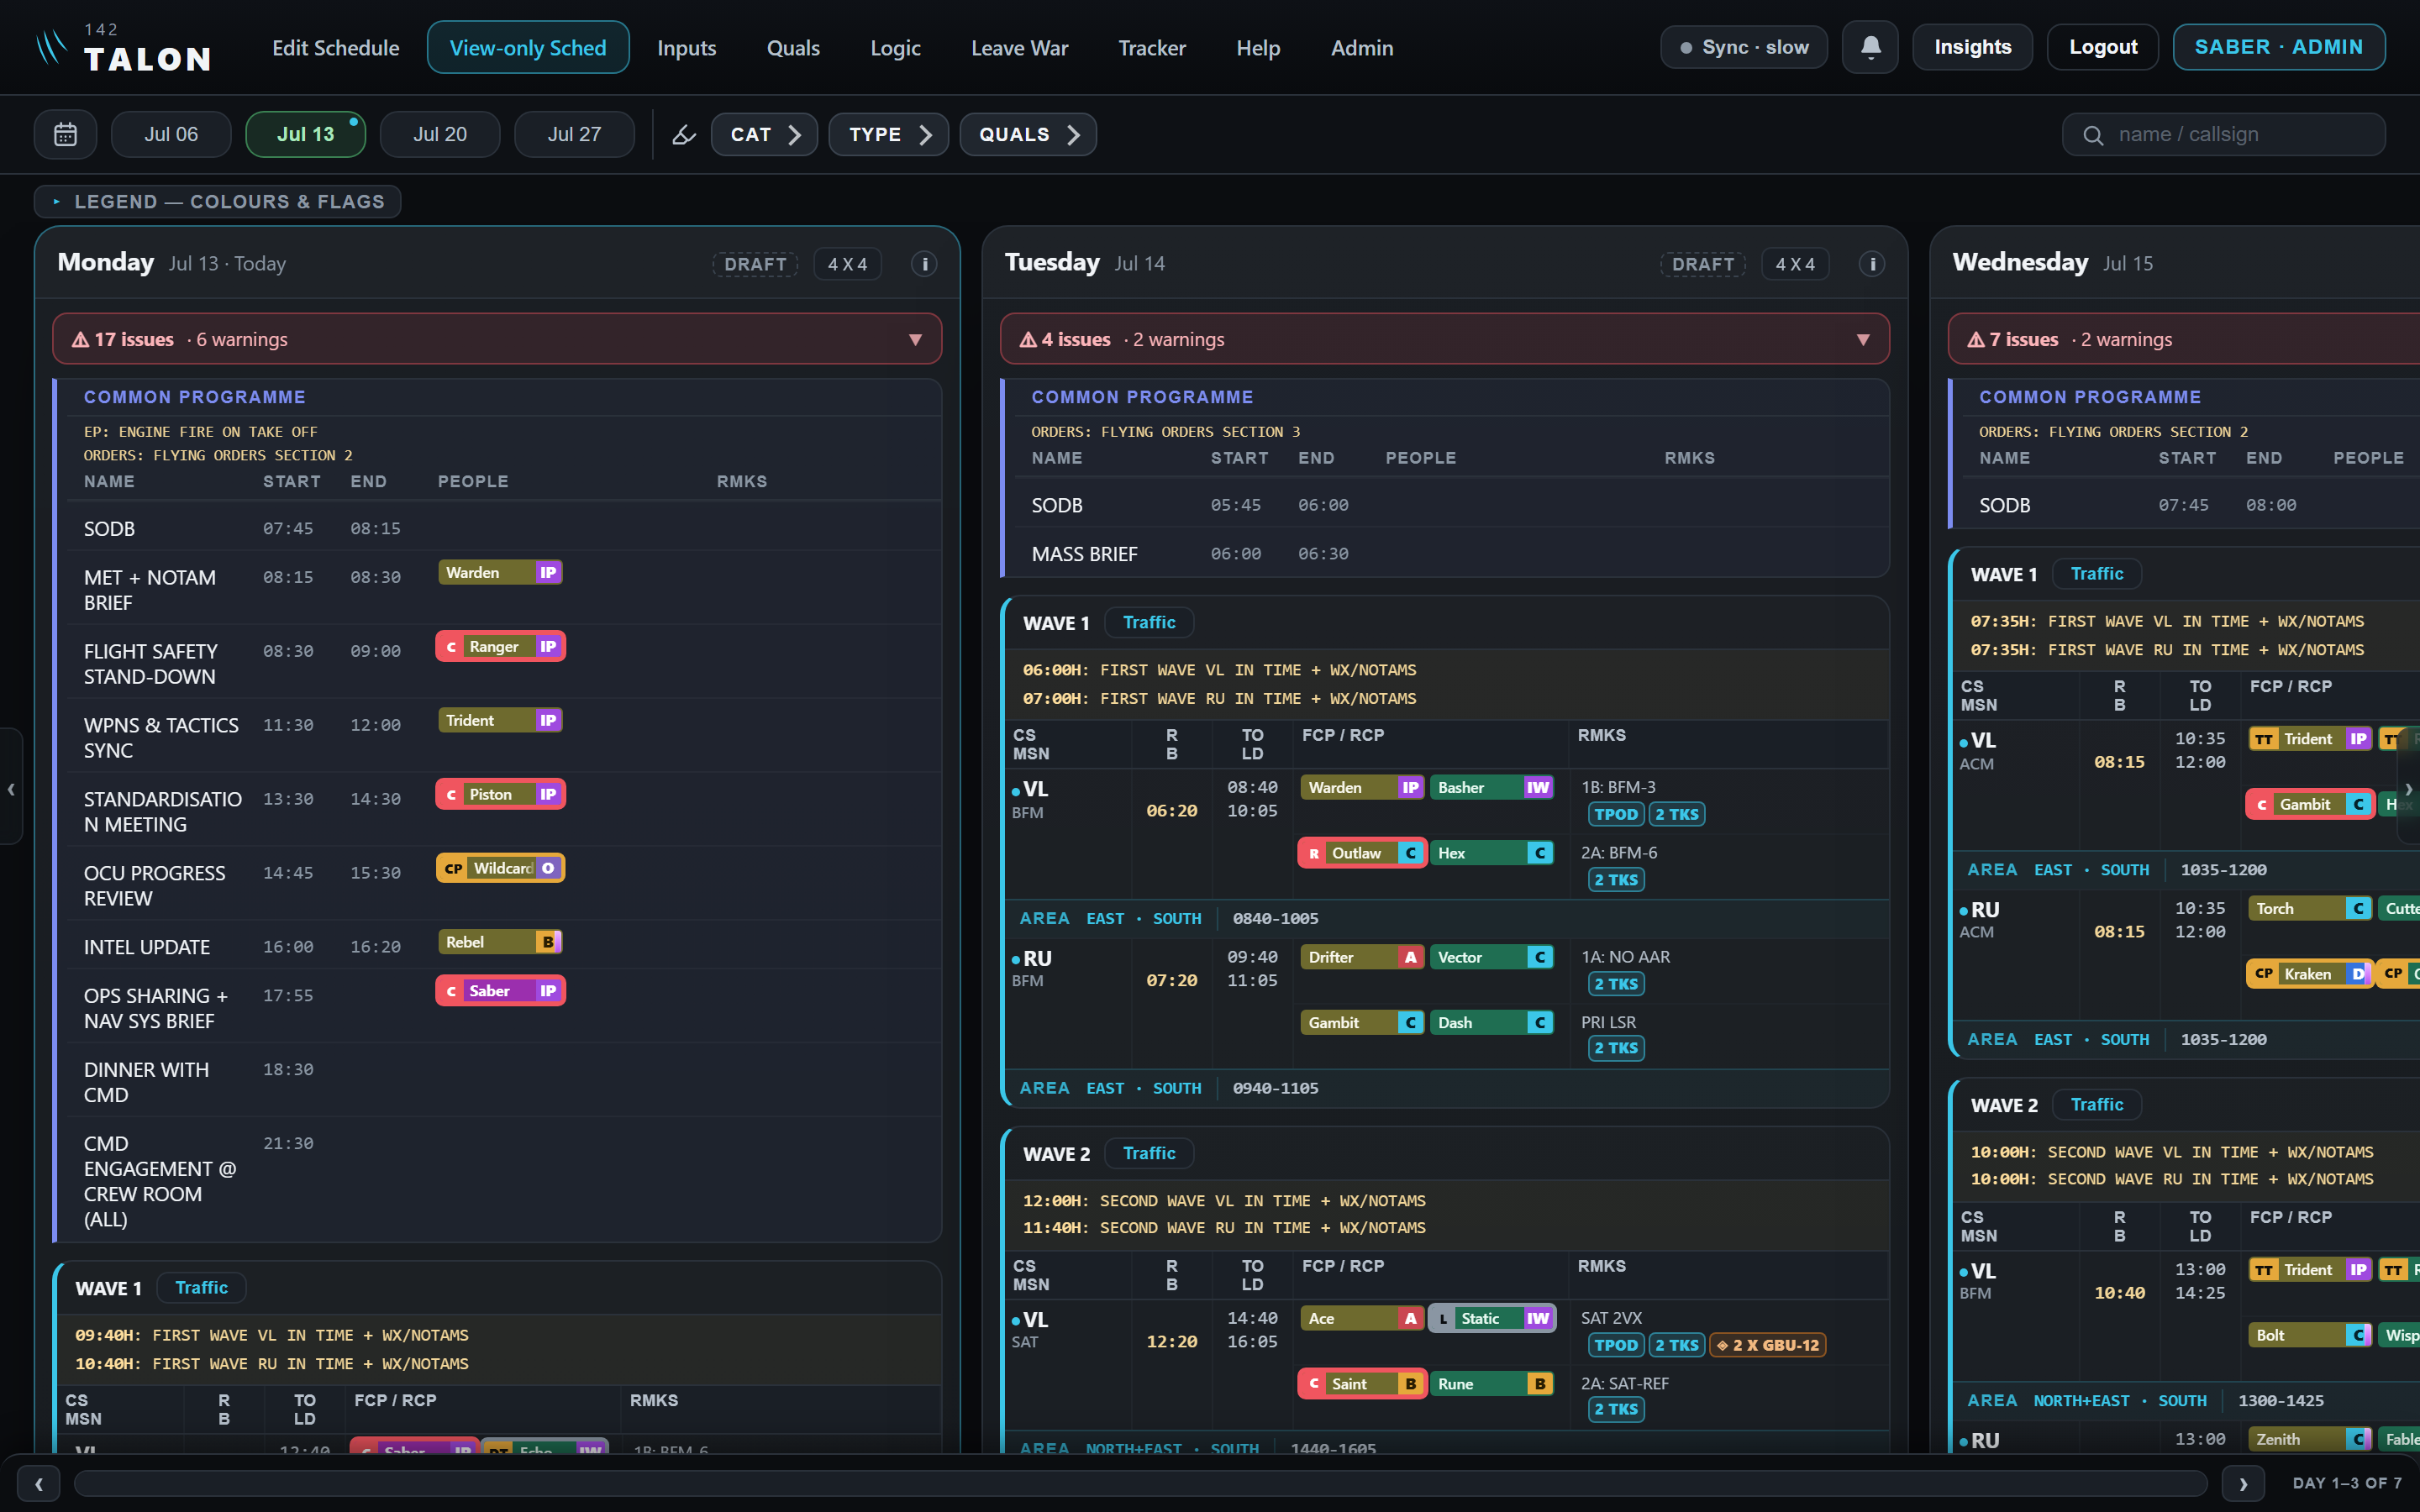 142
TALON
Edit Schedule
View-only Sched
Inputs
Quals
Logic
Leave War
Tracker
Help
Admin
Sync · slow
Insights
Logout
SABER · ADMIN
Jul 06
Jul 13
Jul 20
Jul 27
CAT
TYPE
QUALS
name / callsign
LEGEND — COLOURS & FLAGS
Monday Jul 13 · Today
DRAFT
4 X 4
i
17 issues · 6 warnings
COMMON PROGRAMME
EP: ENGINE FIRE ON TAKE OFF
ORDERS: FLYING ORDERS SECTION 2
NAME START END PEOPLE RMKS
SODB 07:45 08:15
MET + NOTAM 08:15 08:30 Warden IP
BRIEF
FLIGHT SAFETY 08:30 09:00 C Ranger IP
STAND-DOWN
WPNS & TACTICS 11:30 12:00 Trident IP
SYNC
STANDARDISATIO 13:30 14:30 C Piston IP
N MEETING
OCU PROGRESS 14:45 15:30 CP Wildcard O
REVIEW
INTEL UPDATE 16:00 16:20 Rebel B
OPS SHARING + 17:55 C Saber IP
NAV SYS BRIEF
DINNER WITH 18:30
CMD
CMD 21:30
ENGAGEMENT @
CREW ROOM
(ALL)
WAVE 1 Traffic
09:40H: FIRST WAVE VL IN TIME + WX/NOTAMS
10:40H: FIRST WAVE RU IN TIME + WX/NOTAMS
CS R TO FCP / RCP RMKS
MSN B LD
VL 12:40 C Saber IP Echo IW 1B: BFM-6
Tuesday Jul 14
DRAFT
4 X 4
i
4 issues · 2 warnings
COMMON PROGRAMME
ORDERS: FLYING ORDERS SECTION 3
NAME START END PEOPLE RMKS
SODB 05:45 06:00
MASS BRIEF 06:00 06:30
WAVE 1 Traffic
06:00H: FIRST WAVE VL IN TIME + WX/NOTAMS
07:00H: FIRST WAVE RU IN TIME + WX/NOTAMS
CS R TO FCP / RCP RMKS
MSN B LD
VL 08:40 Warden IP Basher IW 1B: BFM-3
BFM 06:20 10:05 TPOD 2 TKS
R Outlaw C Hex C 2A: BFM-6
2 TKS
AREA EAST · SOUTH 0840-1005
RU 09:40 Drifter A Vector C 1A: NO AAR
BFM 07:20 11:05 2 TKS
Gambit C Dash C PRI LSR
2 TKS
AREA EAST · SOUTH 0940-1105
WAVE 2 Traffic
12:00H: SECOND WAVE VL IN TIME + WX/NOTAMS
11:40H: SECOND WAVE RU IN TIME + WX/NOTAMS
CS R TO FCP / RCP RMKS
MSN B LD
VL 14:40 Ace A L Static IW SAT 2VX
SAT 12:20 16:05 TPOD 2 TKS 2 X GBU-12
C Saint B Rune B 2A: SAT-REF
2 TKS
AREA NORTH+EAST · SOUTH 1440-1605
Wednesday Jul 15
7 issues · 2 warnings
COMMON PROGRAMME
ORDERS: FLYING ORDERS SECTION 2
NAME START END PEOPLE
SODB 07:45 08:00
WAVE 1 Traffic
07:35H: FIRST WAVE VL IN TIME + WX/NOTAMS
07:35H: FIRST WAVE RU IN TIME + WX/NOTAMS
CS R TO FCP / RCP
MSN B LD
VL 10:35 TT Trident IP
ACM 08:15 12:00
C Gambit C
AREA EAST · SOUTH 1035-1200
RU 10:35 Torch C
ACM 08:15 12:00
CP Kraken D CP
AREA EAST · SOUTH 1035-1200
WAVE 2 Traffic
10:00H: SECOND WAVE VL IN TIME + WX/NOTAMS
10:00H: SECOND WAVE RU IN TIME + WX/NOTAMS
CS R TO FCP / RCP
MSN B LD
VL 13:00 TT Trident IP TT
BFM 10:40 14:25
Bolt C Wisp
AREA NORTH+EAST · SOUTH 1300-1425
RU 13:00 Zenith C Fable
DAY 1–3 OF 7